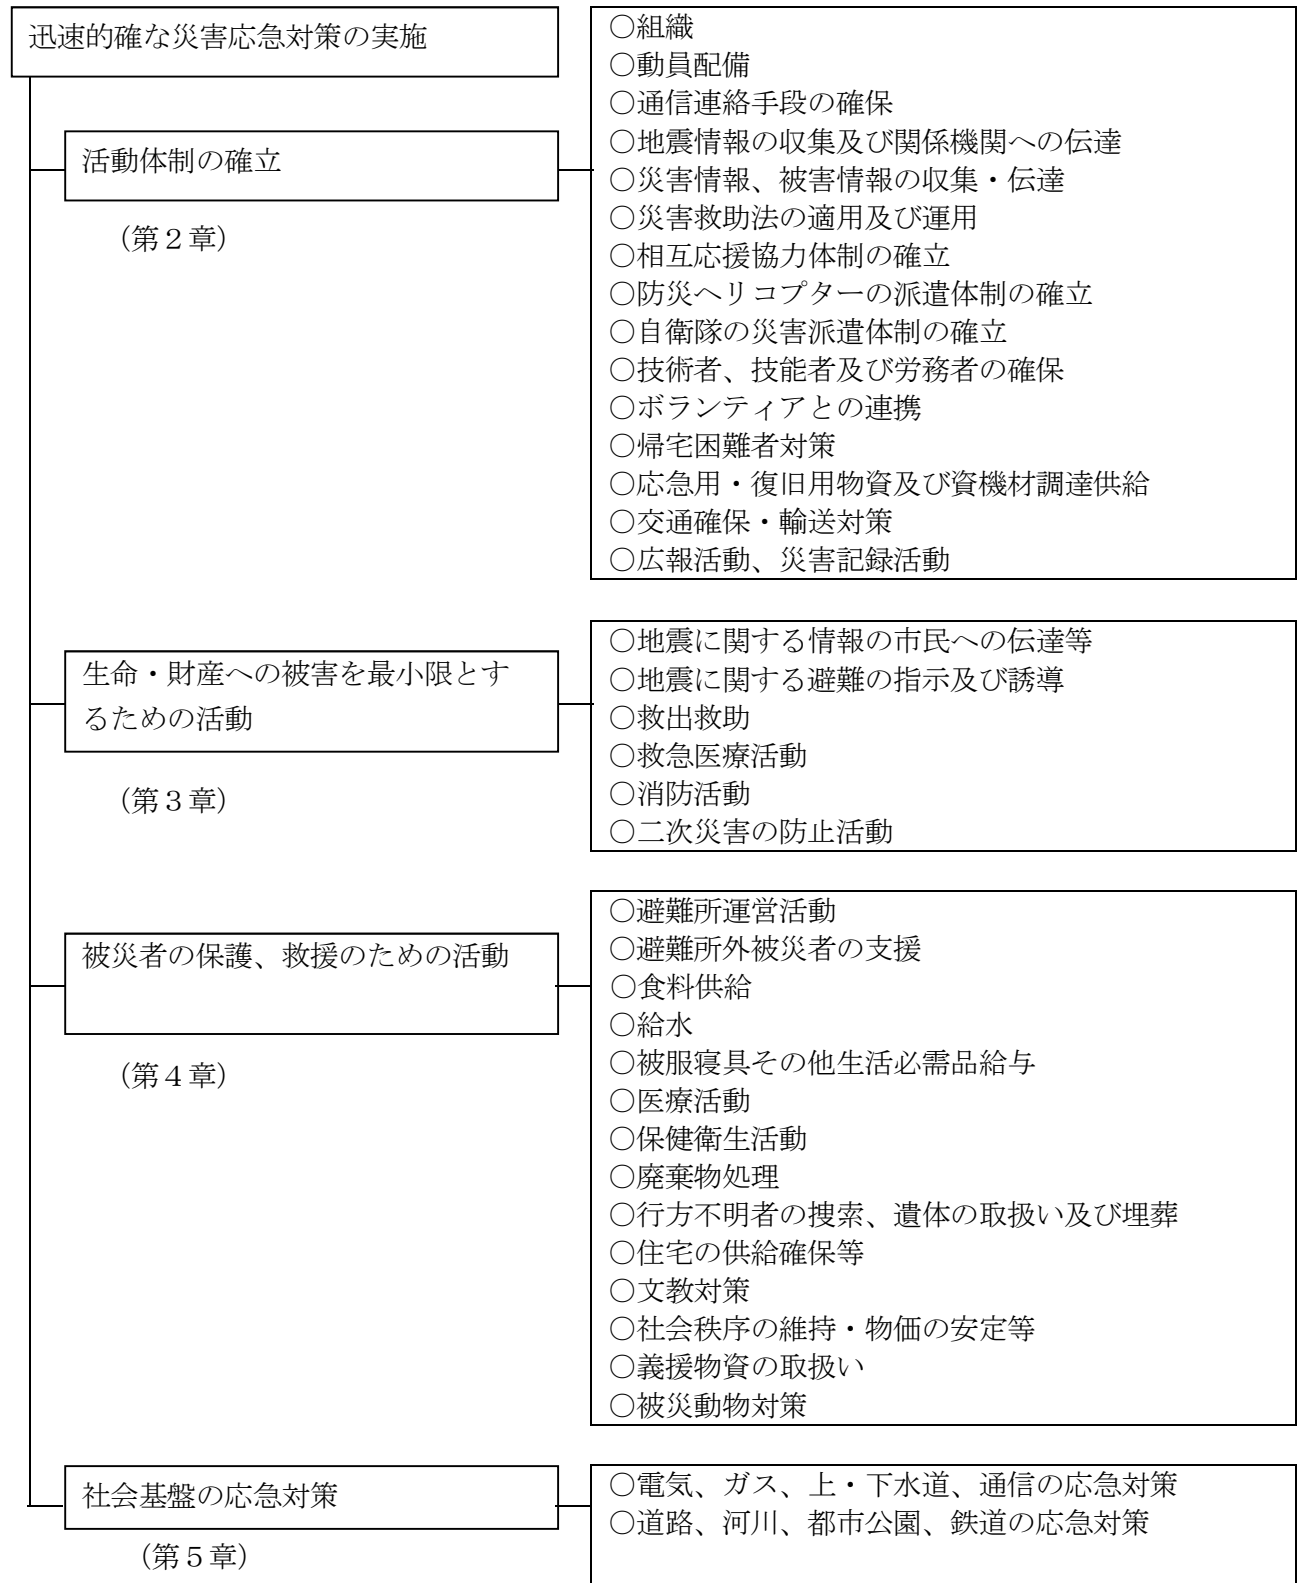 迅速的確な災害応急対策の実施
活動体制の確立
（第２章）
○組織
○動員配備
○通信連絡手段の確保
○地震情報の収集及び関係機関への伝達
○災害情報、被害情報の収集・伝達
○災害救助法の適用及び運用
○相互応援協力体制の確立
○防災ヘリコプターの派遣体制の確立
○自衛隊の災害派遣体制の確立
○技術者、技能者及び労務者の確保
○ボランティアとの連携
○帰宅困難者対策
○応急用・復旧用物資及び資機材調達供給
○交通確保・輸送対策
○広報活動、災害記録活動
生命・財産への被害を最小限とす
るための活動
（第３章）
○地震に関する情報の市民への伝達等
○地震に関する避難の指示及び誘導
○救出救助
○救急医療活動
○消防活動
○二次災害の防止活動
被災者の保護、救援のための活動
（第４章）
○避難所運営活動
○避難所外被災者の支援
○食料供給
○給水
○被服寝具その他生活必需品給与
○医療活動
○保健衛生活動
○廃棄物処理
○行方不明者の捜索、遺体の取扱い及び埋葬
○住宅の供給確保等
○文教対策
○社会秩序の維持・物価の安定等
○義援物資の取扱い
○被災動物対策
社会基盤の応急対策
（第５章）
○電気、ガス、上・下水道、通信の応急対策
○道路、河川、都市公園、鉄道の応急対策